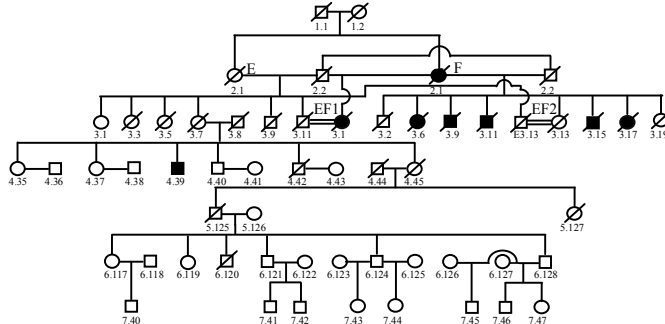 1.1 1.2
E F
2.1 2.2 2.1 2.2
EF1 EF2
3.1 3.3 3.5 3.7 3.8 3.9 3.11 3.1 3.2 3.6 3.9 3.11 E3.13 3.13 3.15 3.17 3.19
4.35 4.36 4.37 4.38 4.39 4.40 4.41 4.42 4.43 4.44 4.45
5.125 5.126 5.127
6.117 6.118 6.119 6.120 6.121 6.122 6.123 6.124 6.125 6.126 6.127 6.128
7.40 7.41 7.42 7.43 7.44 7.45 7.46 7.47